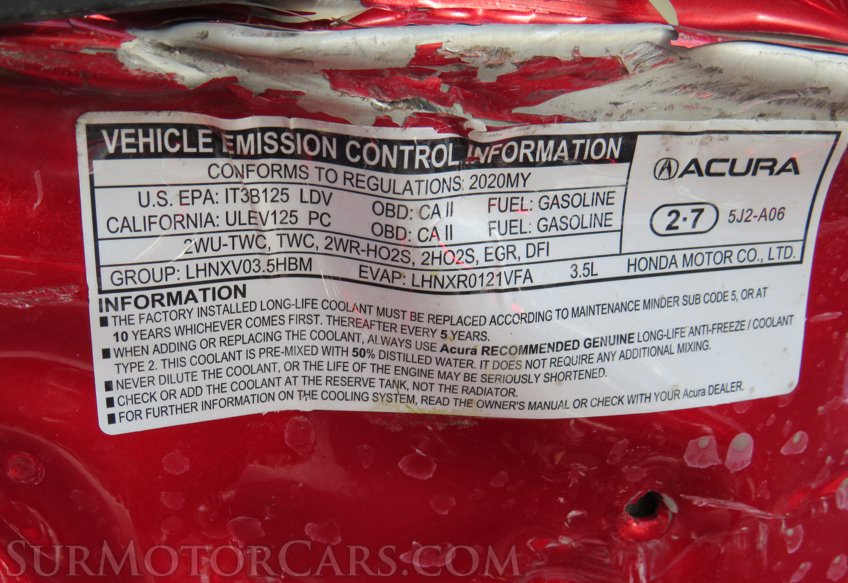 VEHICLE EMISSION CONTROL INFORMATION
CONFORMS TO REGULATIONS: 2020MY
U.S. EPA: IT3B125 LDV OBD: CA II FUEL: GASOLINE
CALIFORNIA: ULEV125 PC OBD: CA II FUEL: GASOLINE
2WU-TWC, TWC, 2WR-HO2S, 2HO2S, EGR, DFI
GROUP: LHNXV03.5HBM EVAP: LHNXR0121VFA 3.5L
ACURA
2·7 5J2-A06
HONDA MOTOR CO., LTD.
INFORMATION
■ THE FACTORY INSTALLED LONG-LIFE COOLANT MUST BE REPLACED ACCORDING TO MAINTENANCE MINDER SUB CODE 5, OR AT
10 YEARS WHICHEVER COMES FIRST. THEREAFTER EVERY 5 YEARS.
■ WHEN ADDING OR REPLACING THE COOLANT, ALWAYS USE Acura RECOMMENDED GENUINE LONG-LIFE ANTI-FREEZE / COOLANT
TYPE 2. THIS COOLANT IS PRE-MIXED WITH 50% DISTILLED WATER. IT DOES NOT REQUIRE ANY ADDITIONAL MIXING.
■ NEVER DILUTE THE COOLANT, OR THE LIFE OF THE ENGINE MAY BE SERIOUSLY SHORTENED.
■ CHECK OR ADD THE COOLANT AT THE RESERVE TANK, NOT THE RADIATOR.
■ FOR FURTHER INFORMATION ON THE COOLING SYSTEM, READ THE OWNER'S MANUAL OR CHECK WITH YOUR Acura DEALER.
SURMOTORCARS.COM